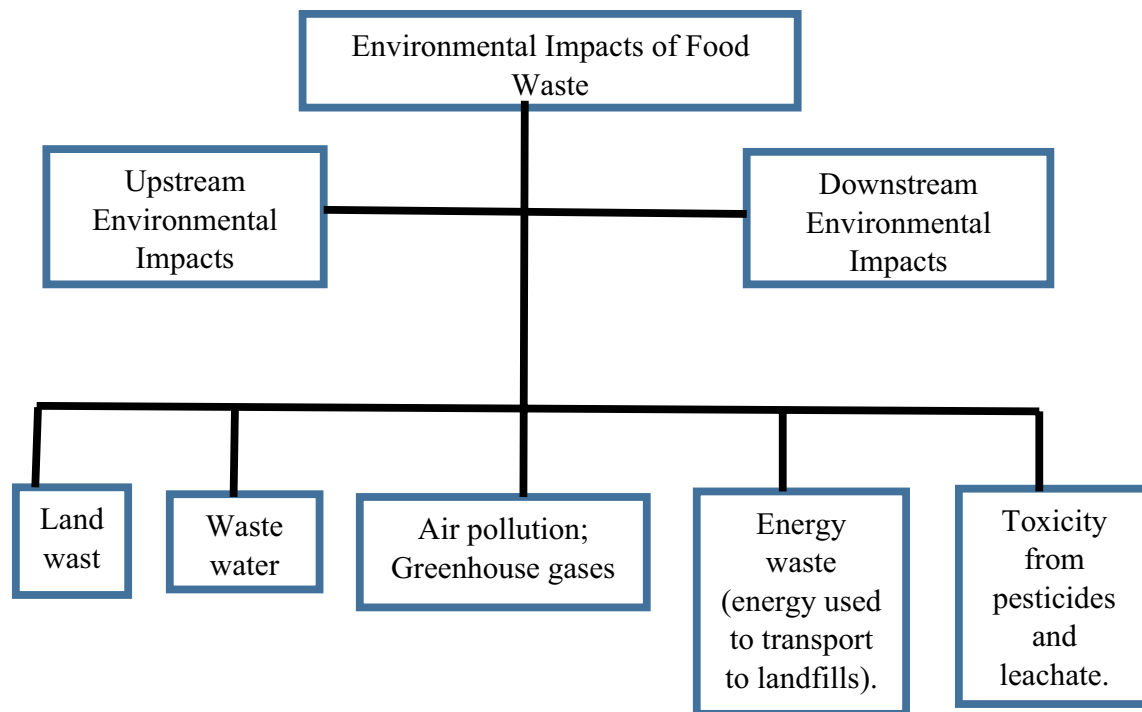 Environmental Impacts of Food
Waste
Upstream
Environmental
Impacts
Downstream
Environmental
Impacts
Land
wast
Waste
water
Air pollution;
Greenhouse gases
Energy
waste
(energy used
to transport
to landfills).
Toxicity
from
pesticides
and
leachate.